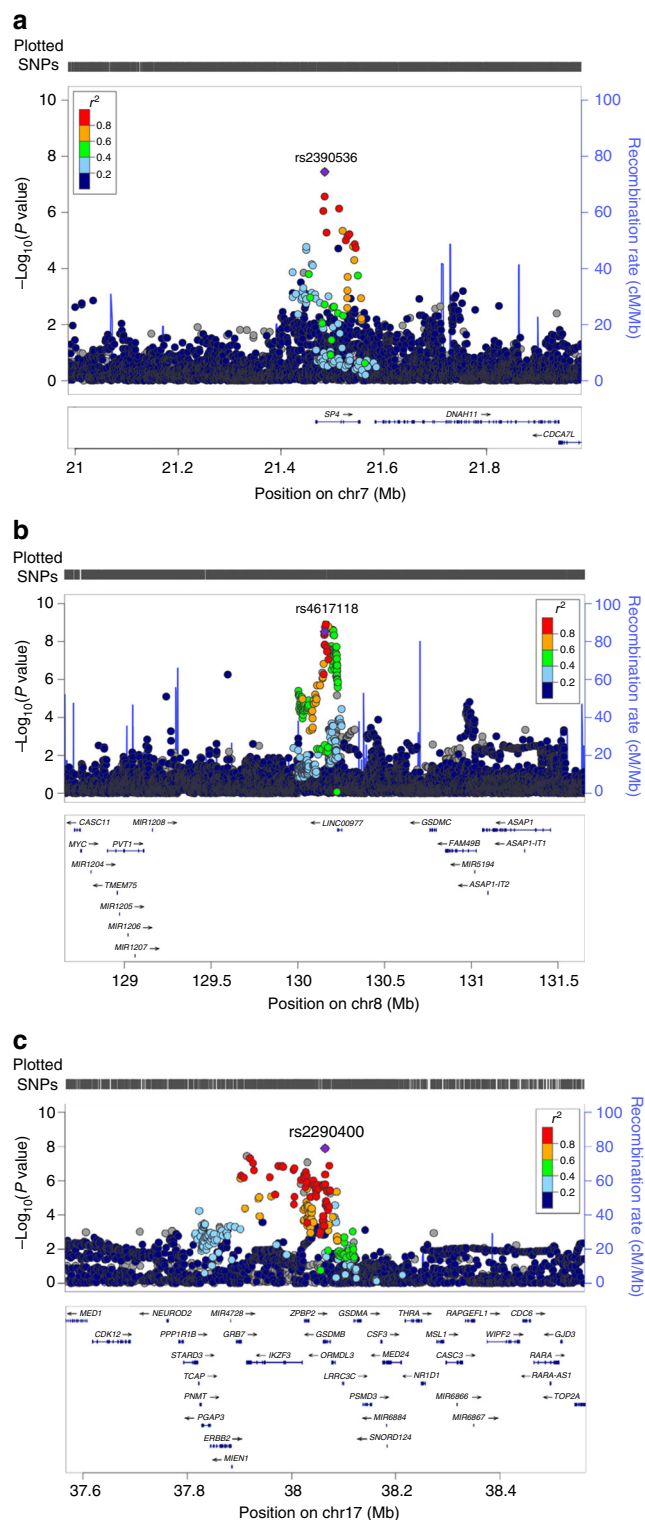 a
Plotted
SNPs
r²
0.8
0.6
0.4
0.2
rs2390536
10
8
6
4
2
0
–Log₁₀(P value)
100
80
60
40
20
0
Recombination rate (cM/Mb)
SP4 →
DNAH11 →
← CDCA7L
21
21.2
21.4
21.6
21.8
Position on chr7 (Mb)
b
Plotted
SNPs
rs4617118
r²
0.8
0.6
0.4
0.2
10
8
6
4
2
0
–Log₁₀(P value)
100
80
60
40
20
0
Recombination rate (cM/Mb)
← CASC11
MIR1208 →
← LINC00977
← GSDMC
← ASAP1
MYC →
PVT1 →
← FAM49B
← ASAP1-IT1
MIR1204 →
← MIR5194
← TMEM75
← ASAP1-IT2
MIR1205 →
MIR1206 →
MIR1207 →
129
129.5
130
130.5
131
131.5
Position on chr8 (Mb)
c
Plotted
SNPs
rs2290400
r²
0.8
0.6
0.4
0.2
10
8
6
4
2
0
–Log₁₀(P value)
100
80
60
40
20
0
Recombination rate (cM/Mb)
← MED1
← NEUROD2
MIR4728 →
ZPBP2 →
GSDMA →
THRA →
RAPGEFL1 →
CDC6 →
CDK12 →
PPP1R1B →
GRB7 →
← GSDMB
CSF3 →
← MSL1 →
WIPF2 →
← GJD3
STARD3 →
← IKZF3
← ORMDL3
← MED24
CASC3 →
RARA →
TCAP →
← LRRC3C →
← NR1D1
← RARA-AS1
PNMT →
PSMD3 →
MIR6866 →
← TOP2A
← PGAP3
← MIR6884 →
MIR6867 →
ERBB2 →
← SNORD124
← MIEN1
37.6
37.8
38
38.2
38.4
Position on chr17 (Mb)